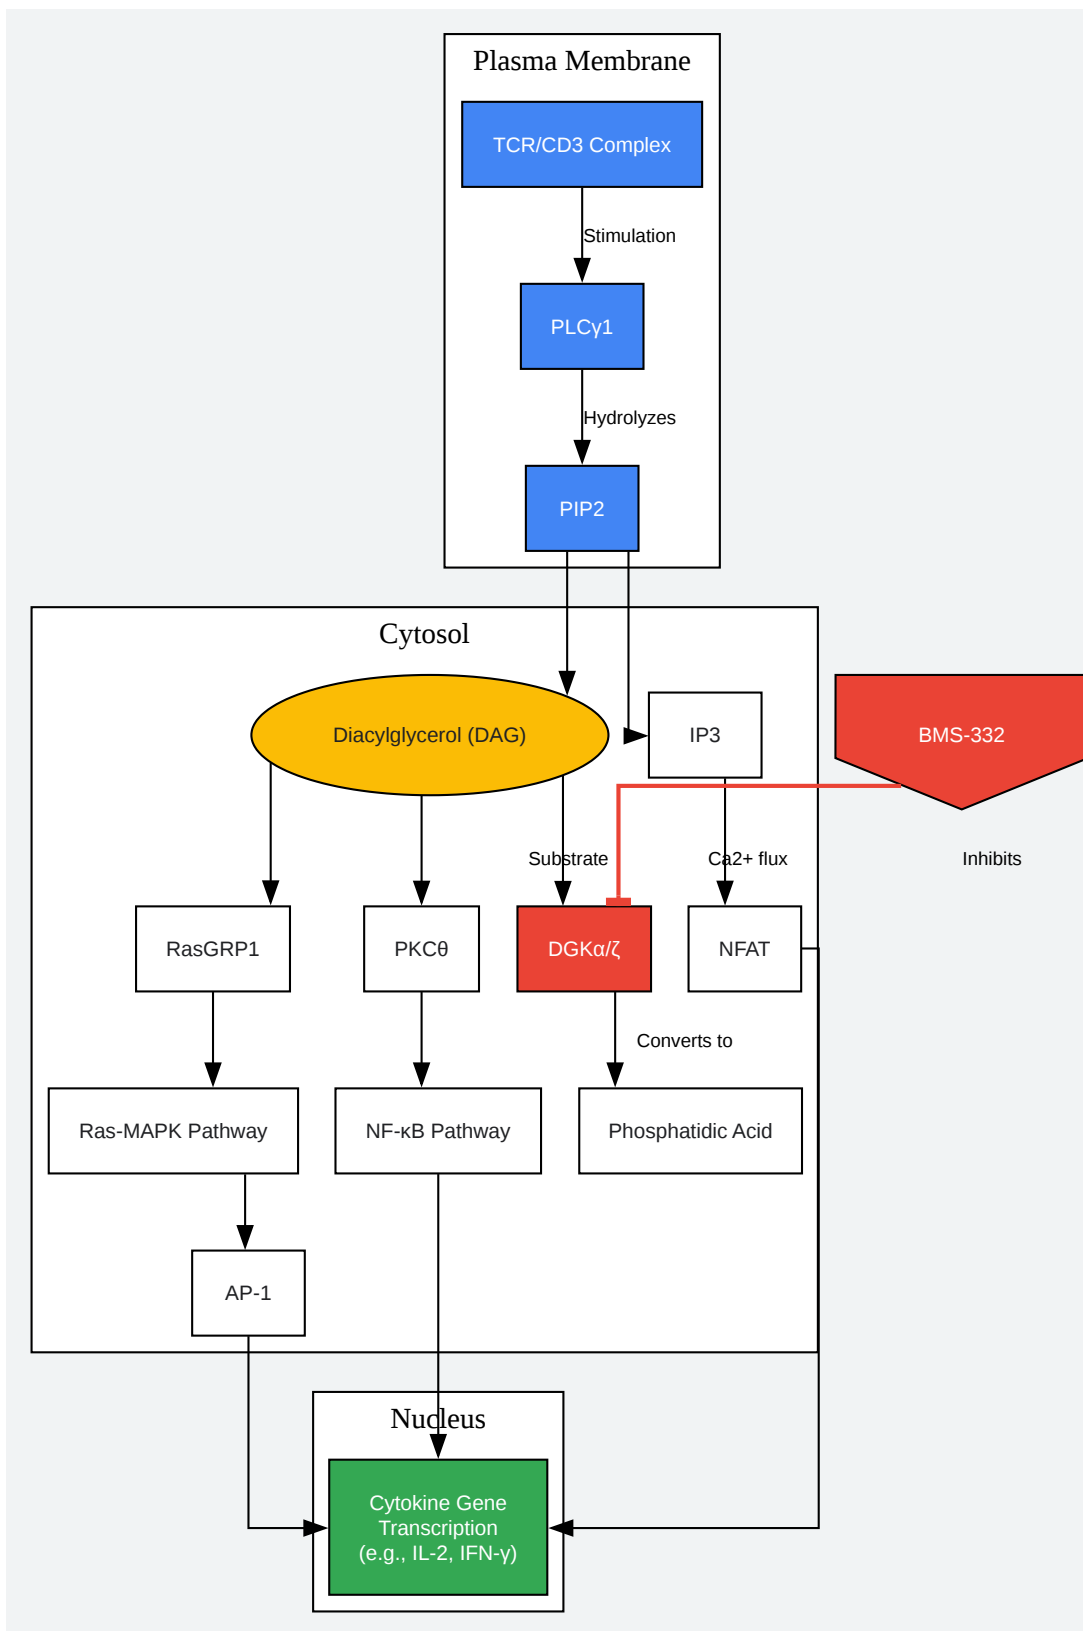 Plasma Membrane
TCR/CD3 Complex
Stimulation
PLCγ1
Hydrolyzes
PIP2
Cytosol
Diacylglycerol (DAG)
IP3
BMS-332
Substrate
Ca2+ flux
Inhibits
RasGRP1
PKCθ
DGKα/ζ
NFAT
Converts to
Ras-MAPK Pathway
NF-κB Pathway
Phosphatidic Acid
AP-1
Nucleus
Cytokine Gene
Transcription
(e.g., IL-2, IFN-γ)